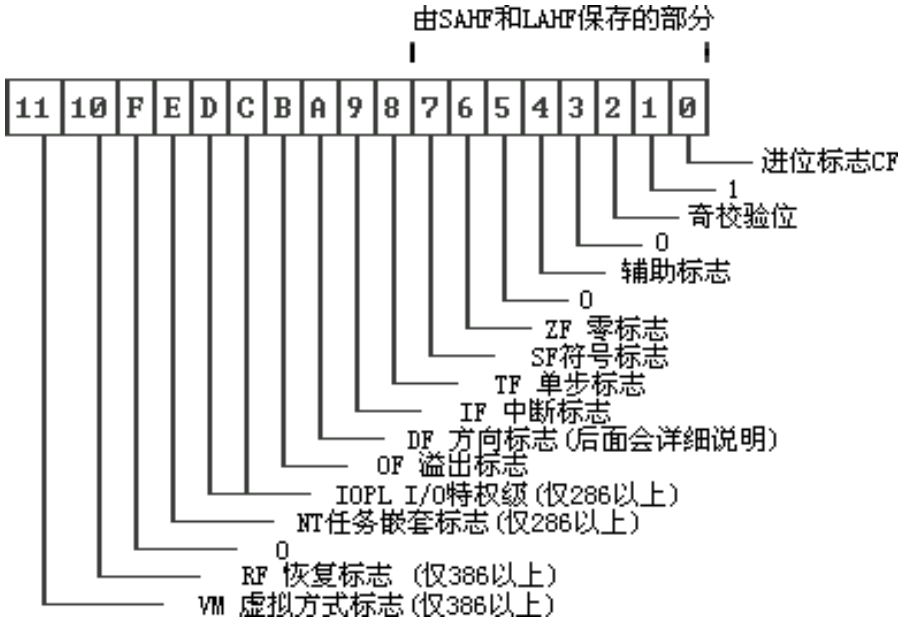 由SAHF和LAHF保存的部分
11 10 F E D C B A 9 8 7 6 5 4 3 2 1 0
进位标志CF
1
奇校验位
0
辅助标志
0
ZF 零标志
SF符号标志
TF 单步标志
IF 中断标志
DF 方向标志(后面会详细说明)
OF 溢出标志
IOPL I/O特权级(仅286以上)
NT任务嵌套标志(仅286以上)
0
RF 恢复标志 (仅386以上)
VM 虚拟方式标志(仅386以上)